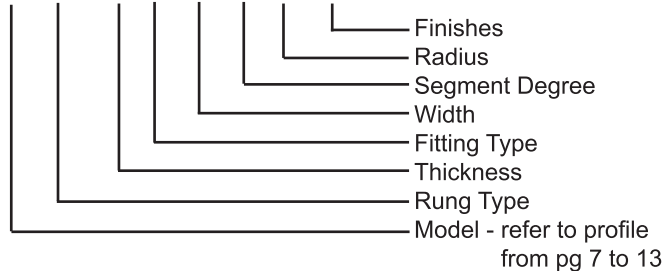 Finishes
Radius
Segment Degree
Width
Fitting Type
Thickness
Rung Type
Model - refer to profile
from pg 7 to 13